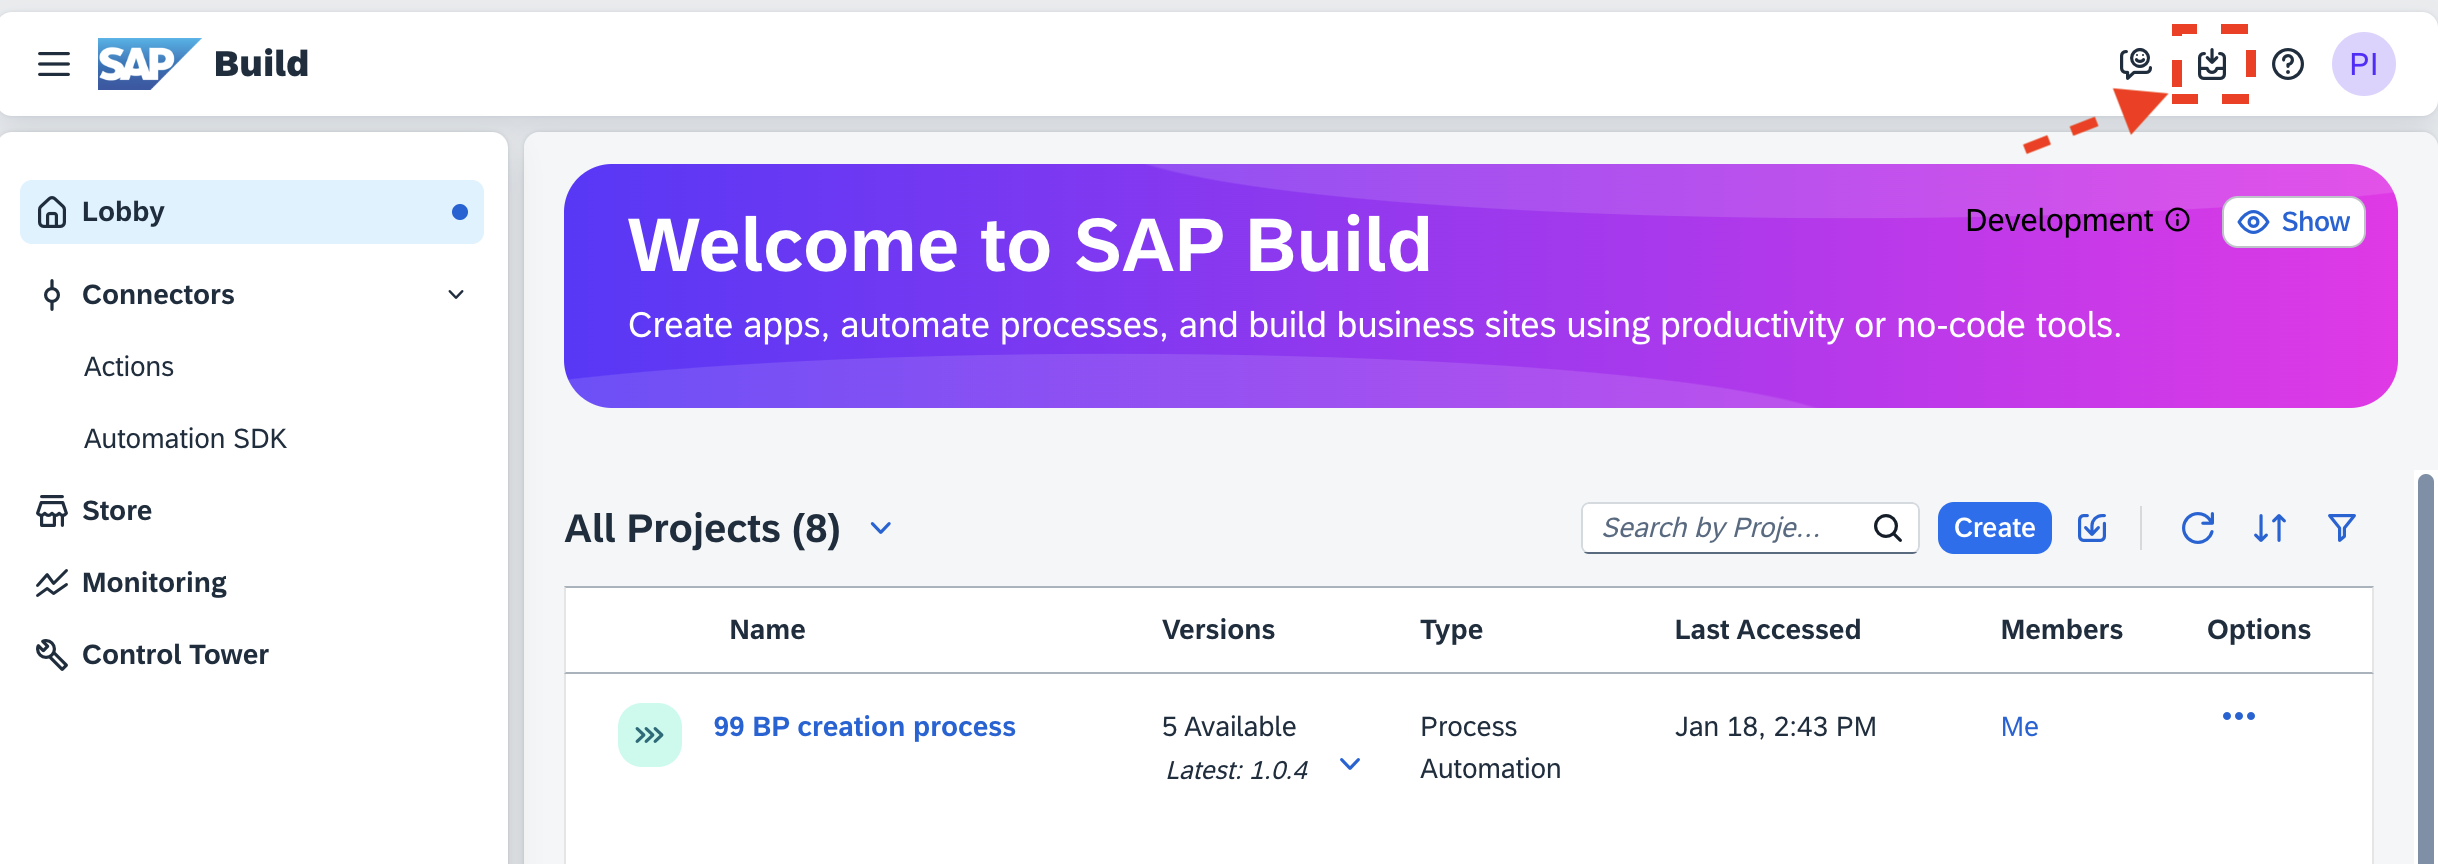 SAP Build
PI
Lobby
Connectors
Actions
Automation SDK
Store
Monitoring
Control Tower
Welcome to SAP Build
Development
Show
Create apps, automate processes, and build business sites using productivity or no-code tools.
All Projects (8)
Search by Proje...
Create
Name Versions Type Last Accessed Members Options
99 BP creation process 5 Available Process Jan 18, 2:43 PM Me
Latest: 1.0.4 Automation